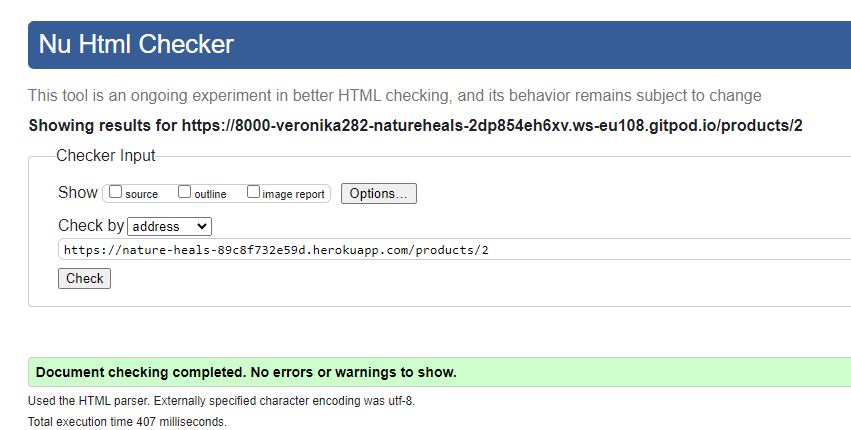 Nu Html Checker
This tool is an ongoing experiment in better HTML checking, and its behavior remains subject to change
Showing results for https://8000-veronika282-natureheals-2dp854eh6xv.ws-eu108.gitpod.io/products/2
Checker Input
Show source outline image report Options...
Check by address
https://nature-heals-89c8f732e59d.herokuapp.com/products/2
Check
Document checking completed. No errors or warnings to show.
Used the HTML parser. Externally specified character encoding was utf-8.
Total execution time 407 milliseconds.